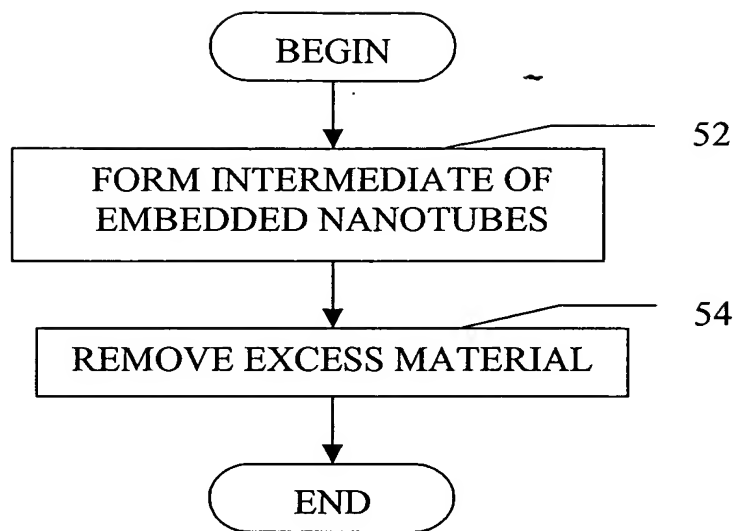 BEGIN
52
FORM INTERMEDIATE OF
EMBEDDED NANOTUBES
54
REMOVE EXCESS MATERIAL
END